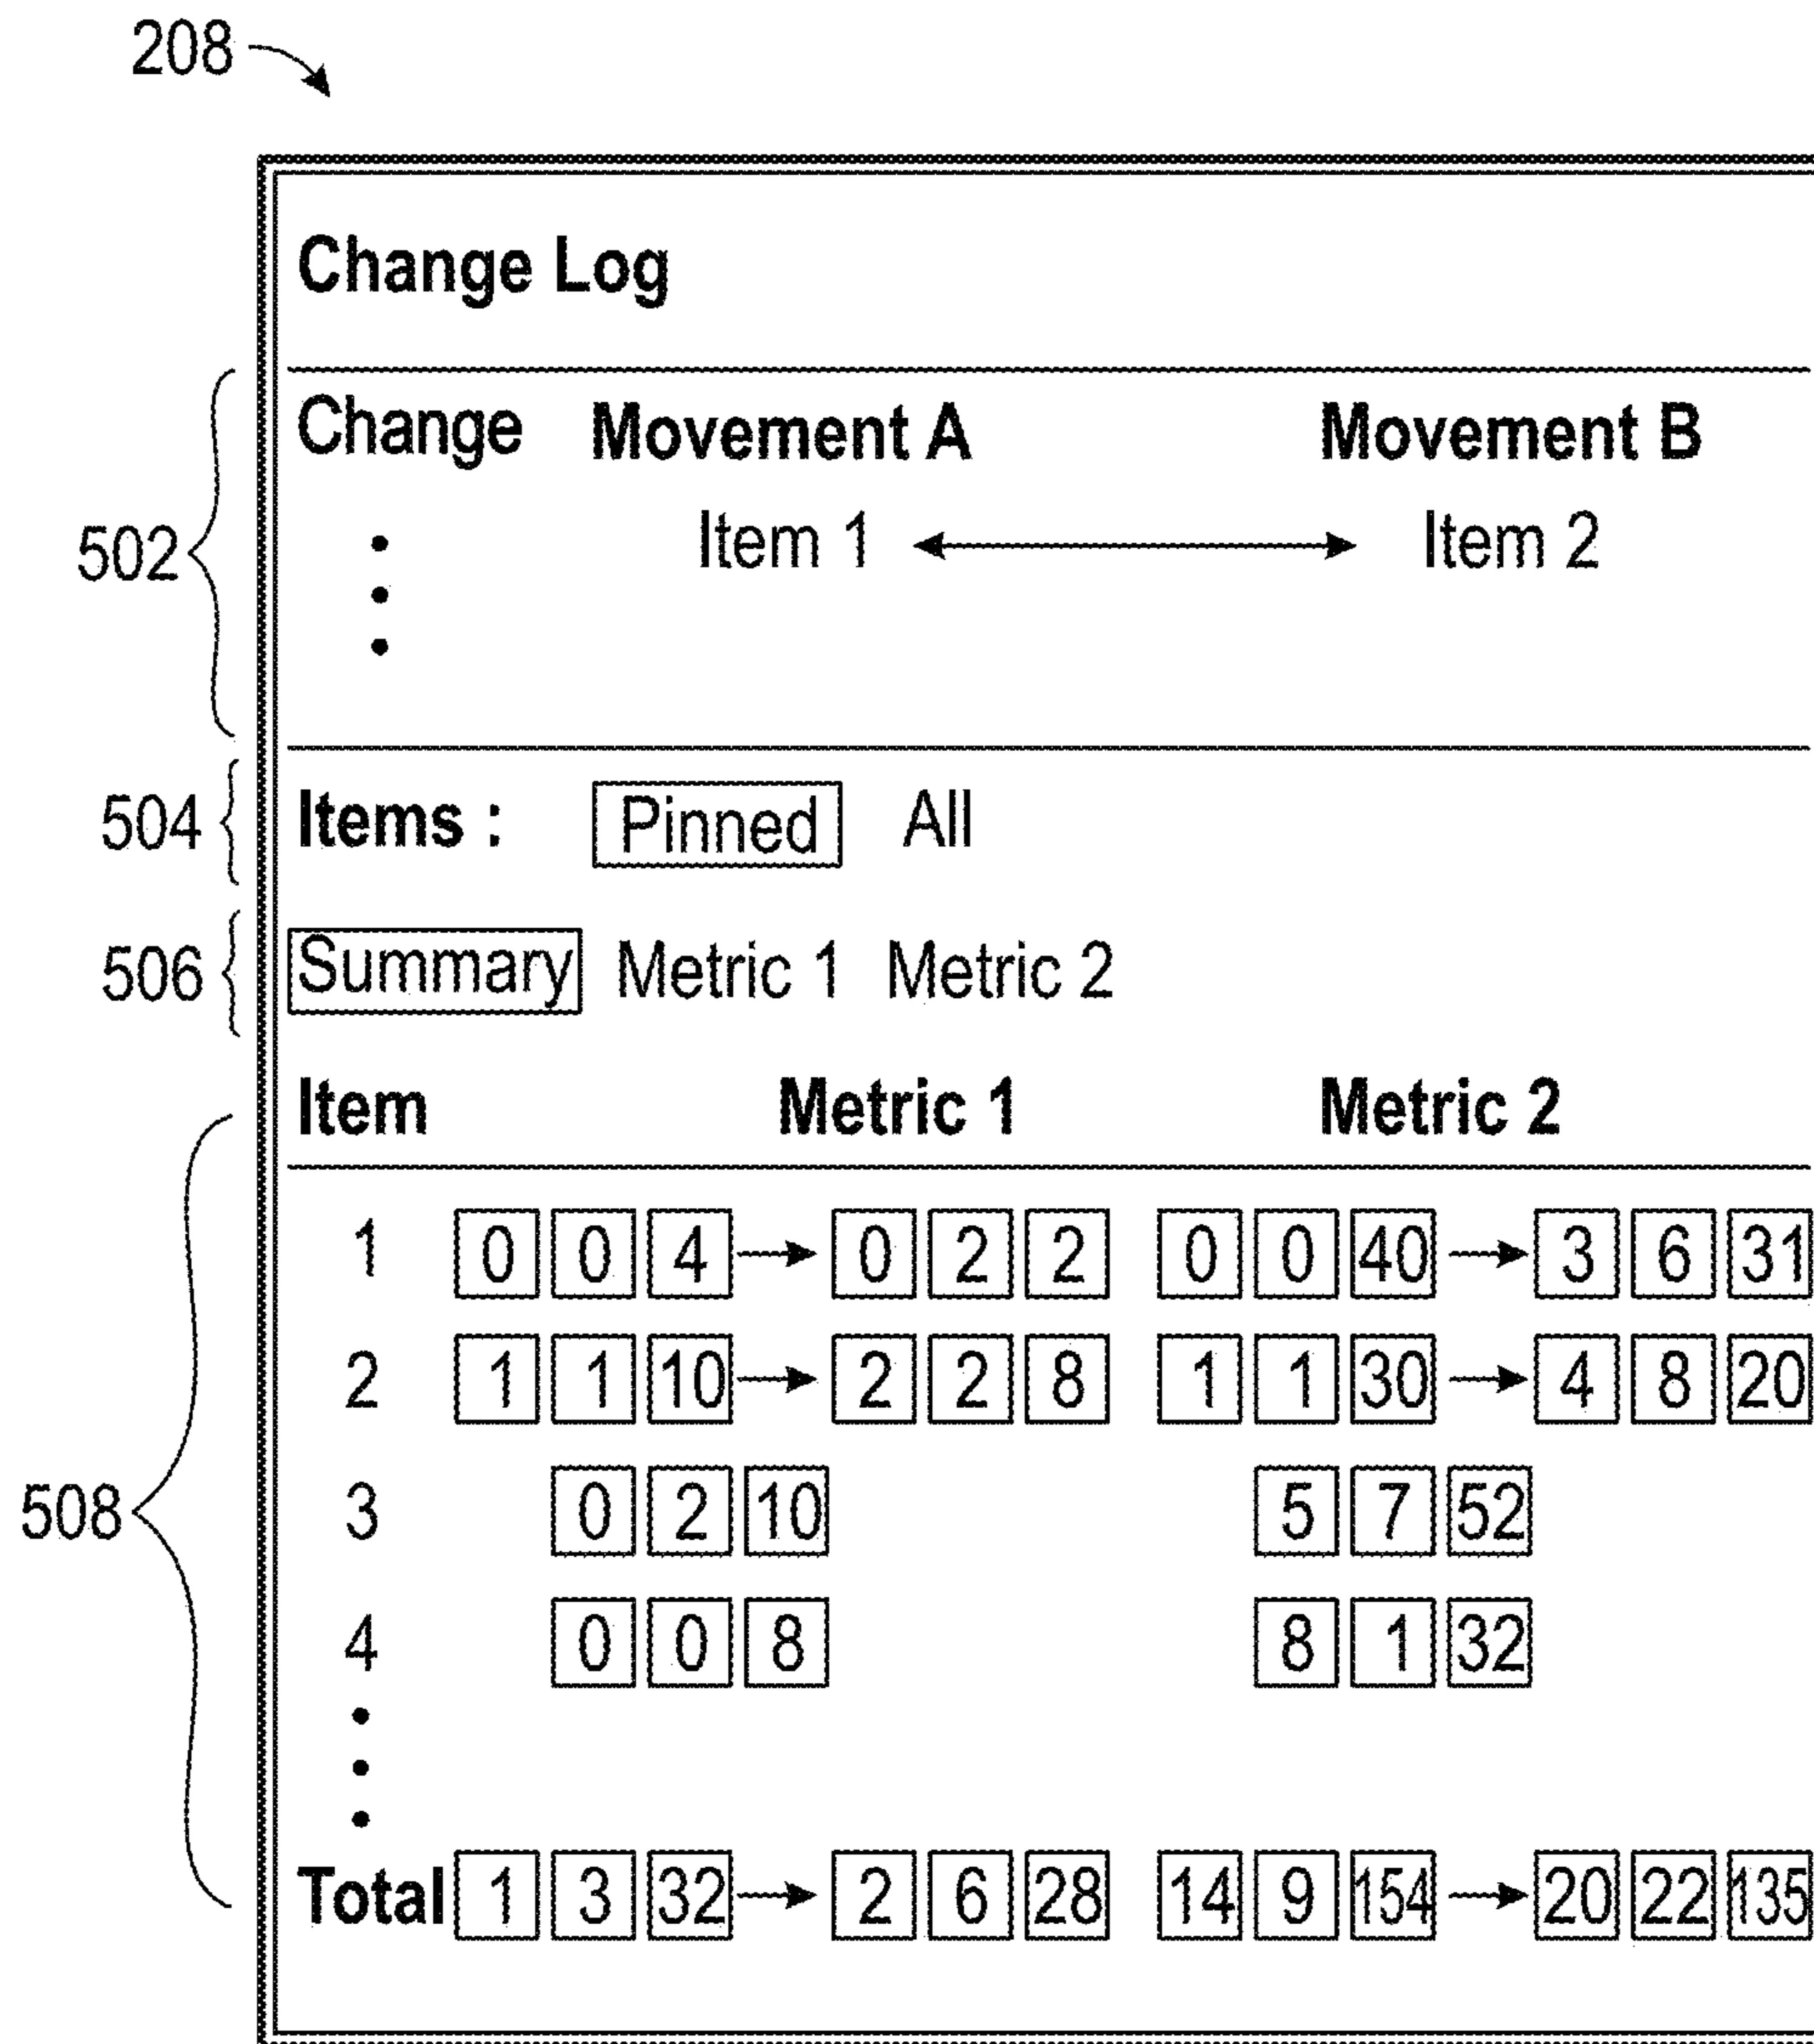 208
Change Log
Change Movement A Movement B
502 Item 1 Item 2
504 Items : Pinned All
506 Summary Metric 1 Metric 2
Item Metric 1 Metric 2
1 0 0 4 0 2 2 0 0 40 3 6 31
2 1 1 10 2 2 8 1 1 30 4 8 20
508 3 0 2 10 5 7 52
4 0 0 8 8 1 32
Total 1 3 32 2 6 28 14 9 154 20 22 135